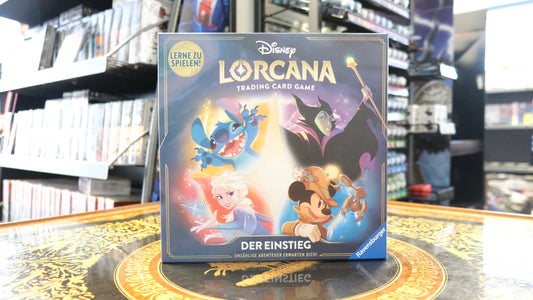 LERNE ZU
SPIELEN!
Disney
LORCANA
TRADING CARD GAME
DER EINSTIEG
UNZÄHLIGE ABENTEUER ERWARTEN DICH!
Ravensburger